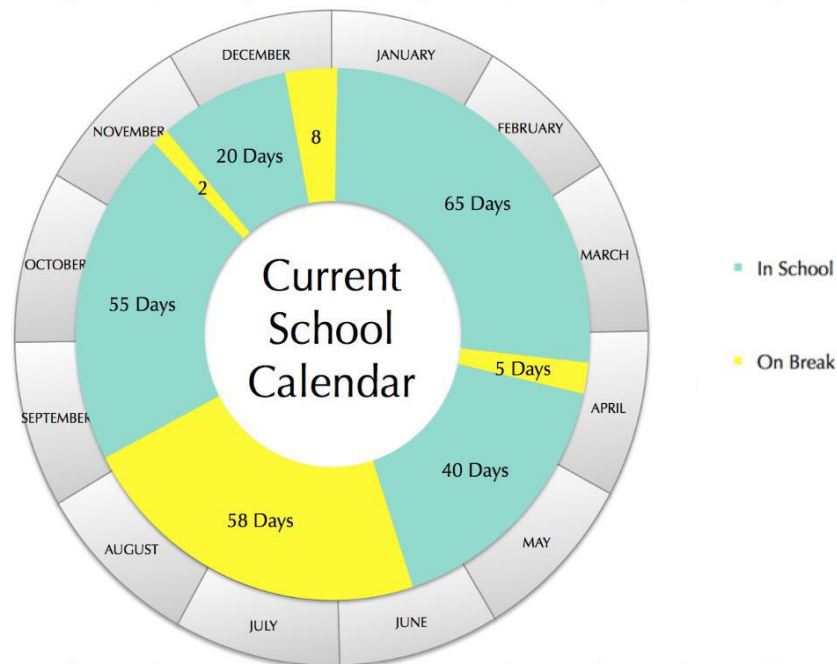 DECEMBER
JANUARY
NOVEMBER
FEBRUARY
8
20 Days
2
65 Days
OCTOBER
MARCH
Current
School
Calendar
55 Days
In School
On Break
5 Days
SEPTEMBER
APRIL
40 Days
58 Days
AUGUST
MAY
JULY
JUNE